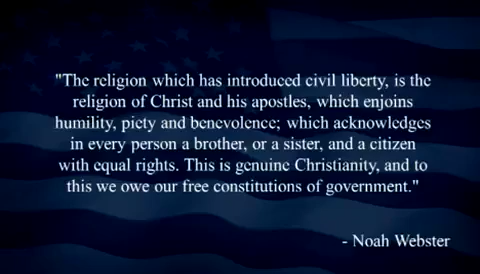 "The religion which has introduced civil liberty, is the
religion of Christ and his apostles, which enjoins
humility, piety and benevolence; which acknowledges
in every person a brother, or a sister, and a citizen
with equal rights. This is genuine Christianity, and to
this we owe our free constitutions of government."
- Noah Webster